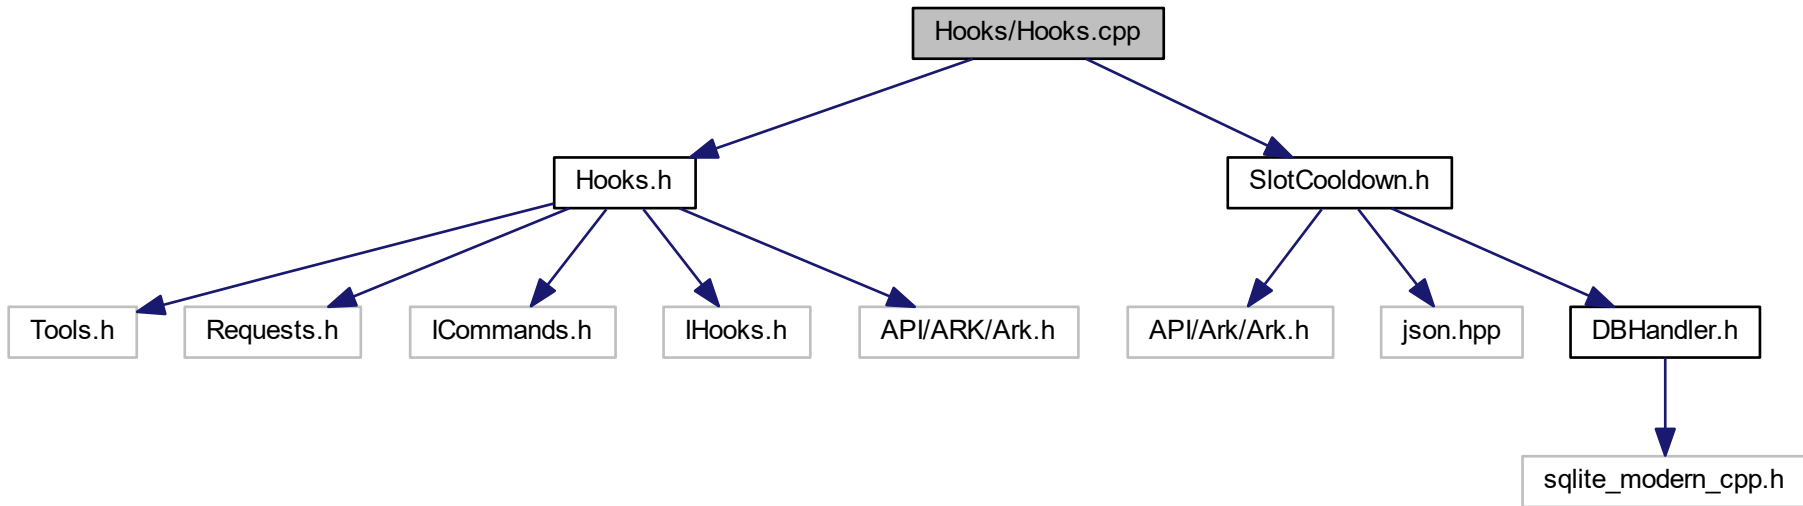 Hooks/Hooks.cpp
Hooks.h
SlotCooldown.h
Tools.h
Requests.h
ICommands.h
IHooks.h
API/ARK/Ark.h
API/Ark/Ark.h
json.hpp
DBHandler.h
sqlite_modern_cpp.h